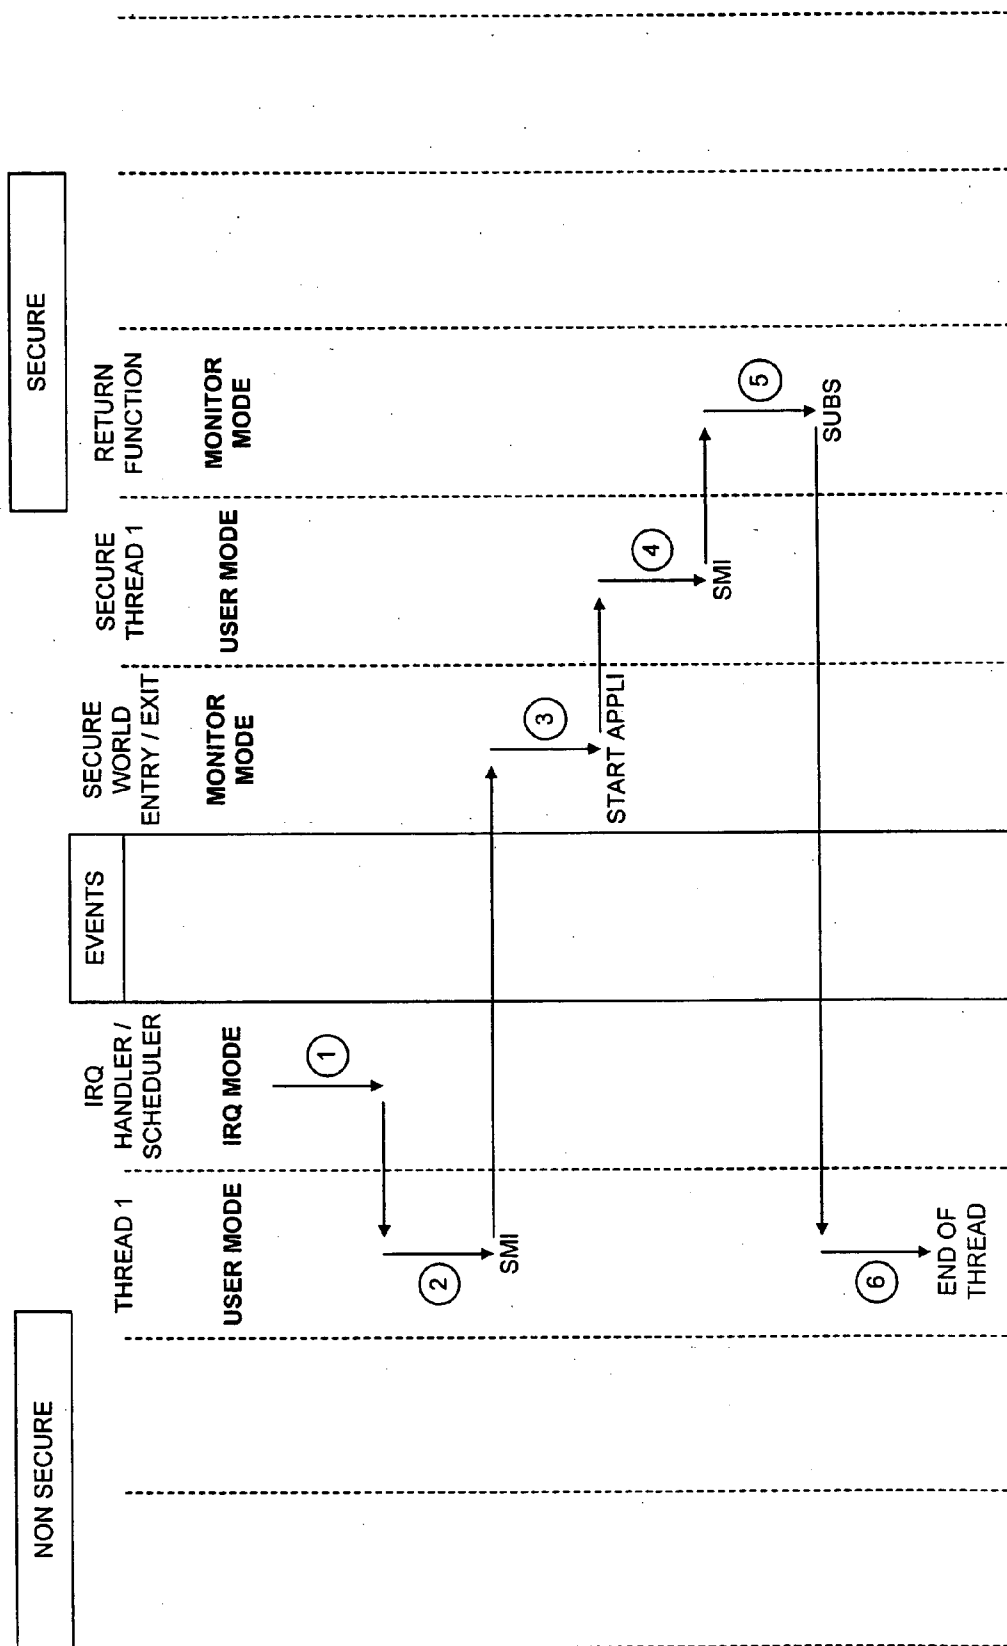 NON SECURE
SECURE
THREAD 1
IRQ
HANDLER /
SCHEDULER
EVENTS
SECURE
WORLD
ENTRY / EXIT
SECURE
THREAD 1
RETURN
FUNCTION
USER MODE
IRQ MODE
MONITOR
MODE
USER MODE
MONITOR
MODE
1
2
SMI
3
START APPLI
4
SMI
5
SUBS
6
END OF
THREAD